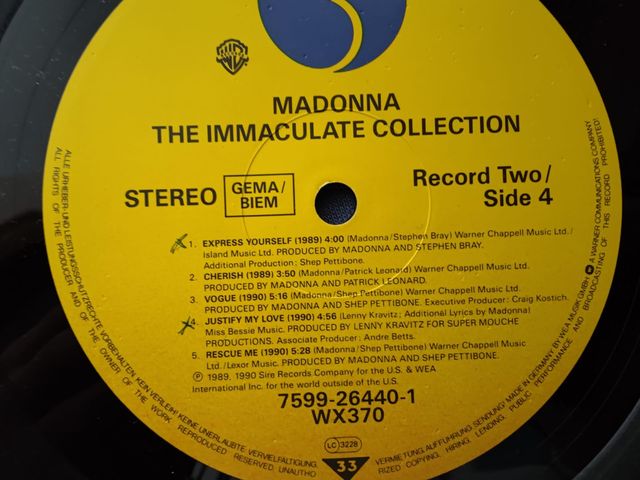 WB
MADONNA
THE IMMACULATE COLLECTION
STEREO
GEMA/
BIEM
Record Two/
Side 4
1. EXPRESS YOURSELF (1989) 4:00 (Madonna/Stephen Bray) Warner Chappell Music Ltd./
Island Music Ltd. PRODUCED BY MADONNA AND STEPHEN BRAY.
Additional Production: Shep Pettibone.
2. CHERISH (1989) 3:50 (Madonna/Patrick Leonard) Warner Chappell Music Ltd.
PRODUCED BY MADONNA AND PATRICK LEONARD.
3. VOGUE (1990) 5:16 (Madonna/Shep Pettibone) Warner Chappell Music Ltd.
PRODUCED BY MADONNA AND SHEP PETTIBONE. Executive Producer: Craig Kostich.
4. JUSTIFY MY LOVE (1990) 4:56 (Lenny Kravitz; Additional Lyrics by Madonna)
Miss Bessie Music. PRODUCED BY LENNY KRAVITZ FOR SUPER MOUCHE
PRODUCTIONS. Associate Producer: Andre Betts.
5. RESCUE ME (1990) 5:28 (Madonna/Shep Pettibone) Warner Chappell Music
Ltd./Lexor Music. PRODUCED BY MADONNA AND SHEP PETTIBONE.
℗ 1989, 1990 Sire Records Company for the U.S. & WEA
International Inc. for the world outside of the U.S.
7599-26440-1
WX370
LC 3228
33
ALLE URHEBER- UND LEISTUNGSSCHUTZRECHTE VORBEHALTEN. KEIN VERLEIH! KEINE UNERLAUBTE VERVIELFÄLTIGUNG,
VERMIETUNG, AUFFÜHRUNG, SENDUNG! MADE IN GERMANY BY WEA MUSIK GMBH A WARNER COMMUNICATIONS COMPANY
ALL RIGHTS OF THE PRODUCER AND OF THE OWNER OF THE WORK REPRODUCED RESERVED. UNAUTHO
RIZED COPYING, HIRING, LENDING, PUBLIC PERFORMANCE AND BROADCASTING OF THIS RECORD PROHIBITED!